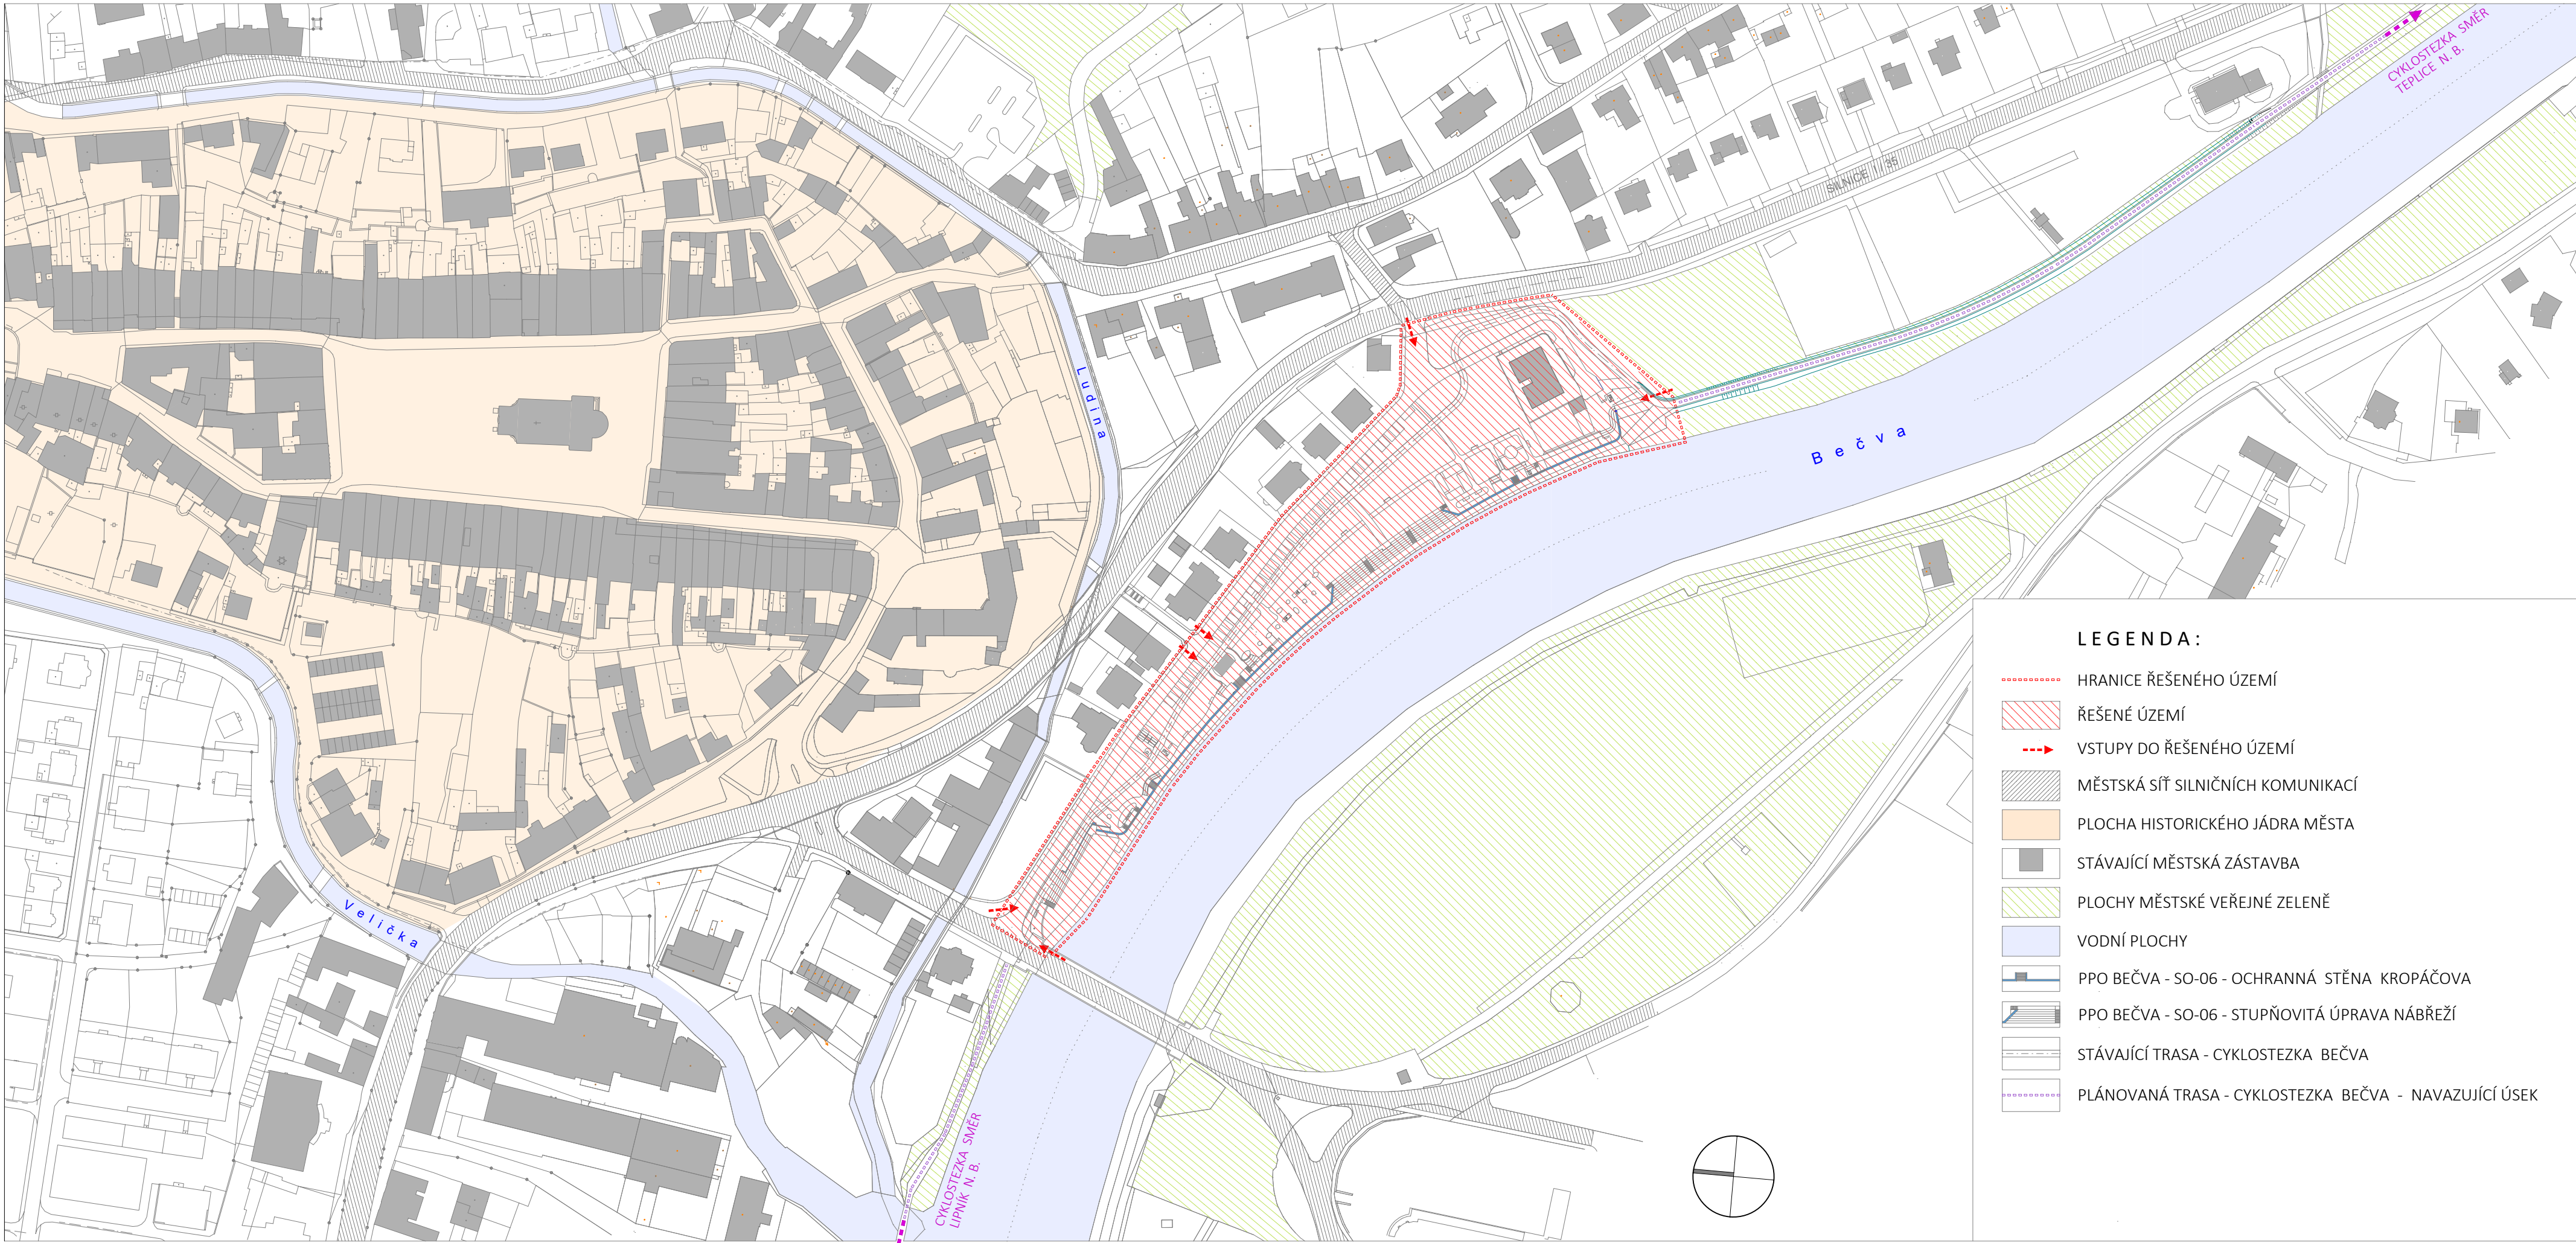 CYKLOSTEZKA SMĚR
TEPLICE N. B.
SILNICE I / 35
Ludina
Bečva
Velička
CYKLOSTEZKA SMĚR
LIPNÍK N. B.
LEGENDA:
HRANICE ŘEŠENÉHO ÚZEMÍ
ŘEŠENÉ ÚZEMÍ
VSTUPY DO ŘEŠENÉHO ÚZEMÍ
MĚSTSKÁ SÍŤ SILNIČNÍCH KOMUNIKACÍ
PLOCHA HISTORICKÉHO JÁDRA MĚSTA
STÁVAJÍCÍ MĚSTSKÁ ZÁSTAVBA
PLOCHY MĚSTSKÉ VEŘEJNÉ ZELENĚ
VODNÍ PLOCHY
PPO BEČVA - SO-06 - OCHRANNÁ STĚNA KROPÁČOVA
PPO BEČVA - SO-06 - STUPŇOVITÁ ÚPRAVA NÁBŘEŽÍ
STÁVAJÍCÍ TRASA - CYKLOSTEZKA BEČVA
PLÁNOVANÁ TRASA - CYKLOSTEZKA BEČVA - NAVAZUJÍCÍ ÚSEK